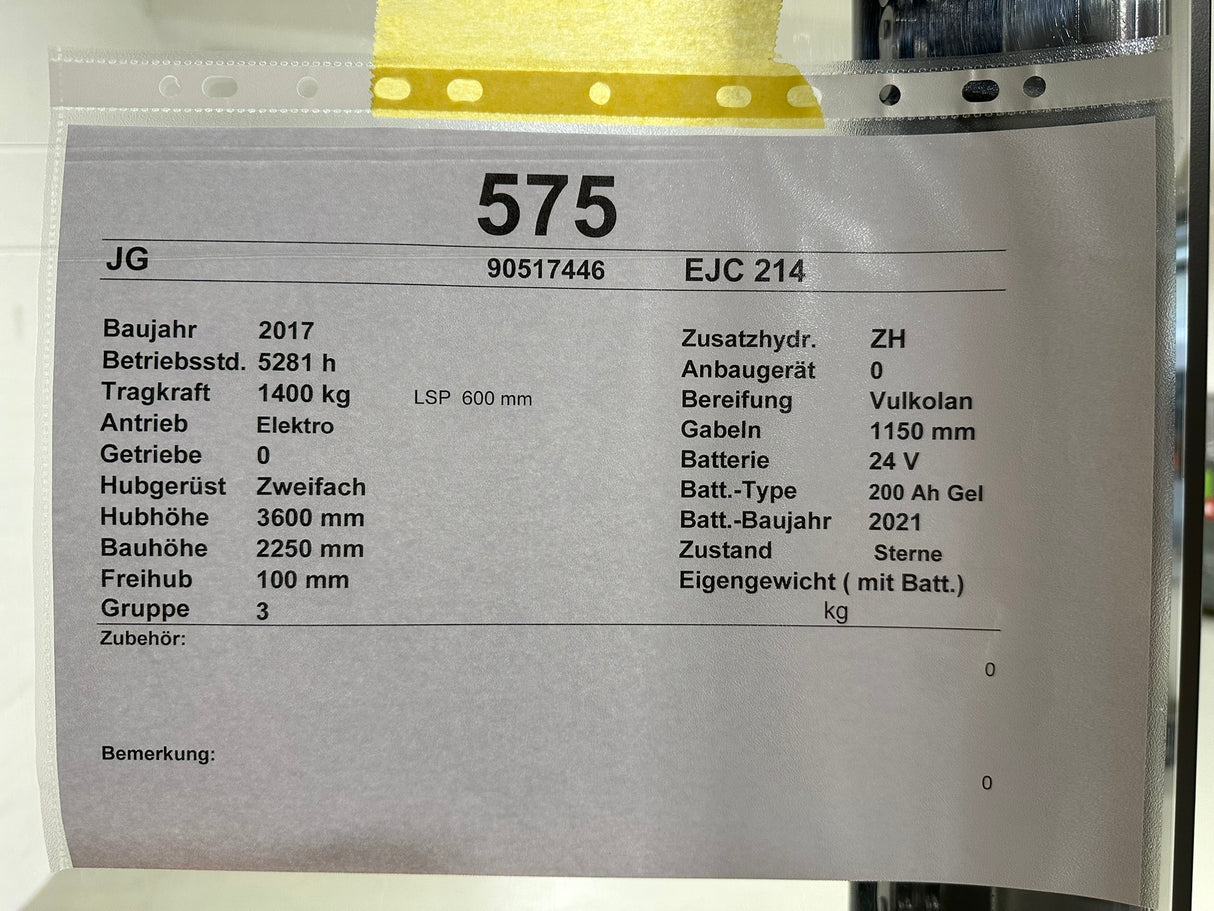 575
JG 90517446 EJC 214
Baujahr 2017 Zusatzhydr. ZH
Betriebsstd. 5281 h Anbaugerät 0
Tragkraft 1400 kg LSP 600 mm Bereifung Vulkolan
Antrieb Elektro Gabeln 1150 mm
Getriebe 0 Batterie 24 V
Hubgerüst Zweifach Batt.-Type 200 Ah Gel
Hubhöhe 3600 mm Batt.-Baujahr 2021
Bauhöhe 2250 mm Zustand Sterne
Freihub 100 mm Eigengewicht ( mit Batt.)
Gruppe 3 kg
Zubehör:
0
Bemerkung:
0